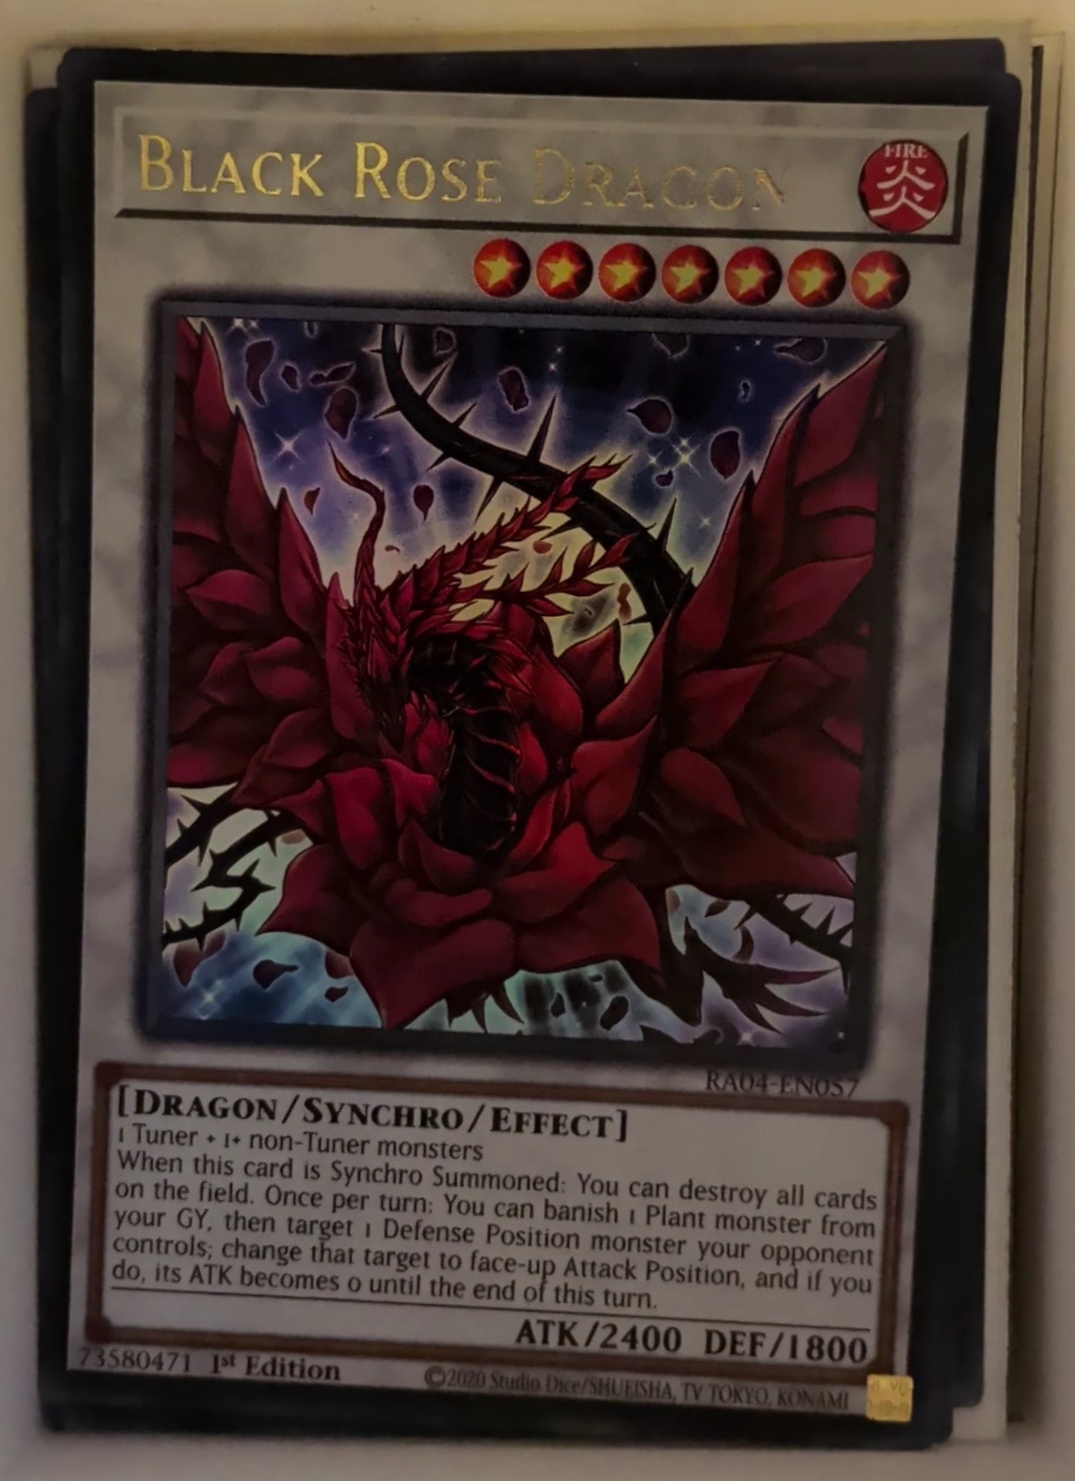 BLACK ROSE DRAGON
FIRE
炎
RA04-EN057
[DRAGON/SYNCHRO/EFFECT]
1 Tuner + 1+ non-Tuner monsters
When this card is Synchro Summoned: You can destroy all cards
on the field. Once per turn: You can banish 1 Plant monster from
your GY, then target 1 Defense Position monster your opponent
controls; change that target to face-up Attack Position, and if you
do, its ATK becomes 0 until the end of this turn.
ATK/2400 DEF/1800
73580471 1st Edition
©2020 Studio Dice/SHUEISHA, TV TOKYO, KONAMI